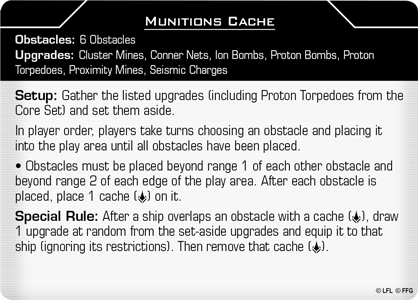 Munitions Cache
Obstacles: 6 Obstacles
Upgrades: Cluster Mines, Conner Nets, Ion Bombs, Proton Bombs, Proton
Torpedoes, Proximity Mines, Seismic Charges
Setup: Gather the listed upgrades (including Proton Torpedoes from the
Core Set) and set them aside.
In player order, players take turns choosing an obstacle and placing it
into the play area until all obstacles have been placed.
• Obstacles must be placed beyond range 1 of each other obstacle and
beyond range 2 of each edge of the play area. After each obstacle is
placed, place 1 cache () on it.
Special Rule: After a ship overlaps an obstacle with a cache (), draw
1 upgrade at random from the set-aside upgrades and equip it to that
ship (ignoring its restrictions). Then remove that cache ().
© LFL © FFG